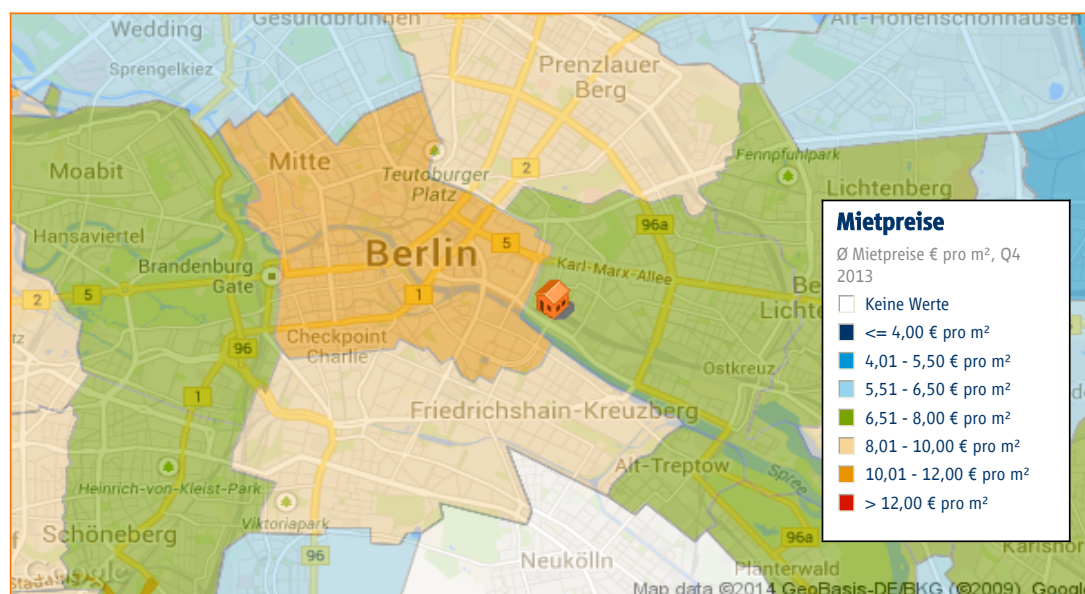 Wedding
Gesundbrunnen
Alt-Hohenschönhausen
Sprengelkiez
Prenzlauer
Berg
Moabit
Mitte
Teutoburger
Platz
2
Fennpfuhlpark
Lichtenberg
96a
Hansaviertel
Berlin
5
Karl-Marx-Allee
Brandenburg
Gate
5
2
1
Checkpoint
Charlie
96
1
Ostkreuz
Friedrichshain-Kreuzberg
Alt-Treptow
Spree
Heinrich-von-Kleist-Park
Viktoriapark
Schöneberg
96
Neukölln
96a
Plänterwald
Google
Mietpreise
Ø Mietpreise € pro m², Q4
2013
Keine Werte
<= 4,00 € pro m²
4,01 - 5,50 € pro m²
5,51 - 6,50 € pro m²
6,51 - 8,00 € pro m²
8,01 - 10,00 € pro m²
10,01 - 12,00 € pro m²
> 12,00 € pro m²
Map data ©2014 GeoBasis-DE/BKG (©2009), Google